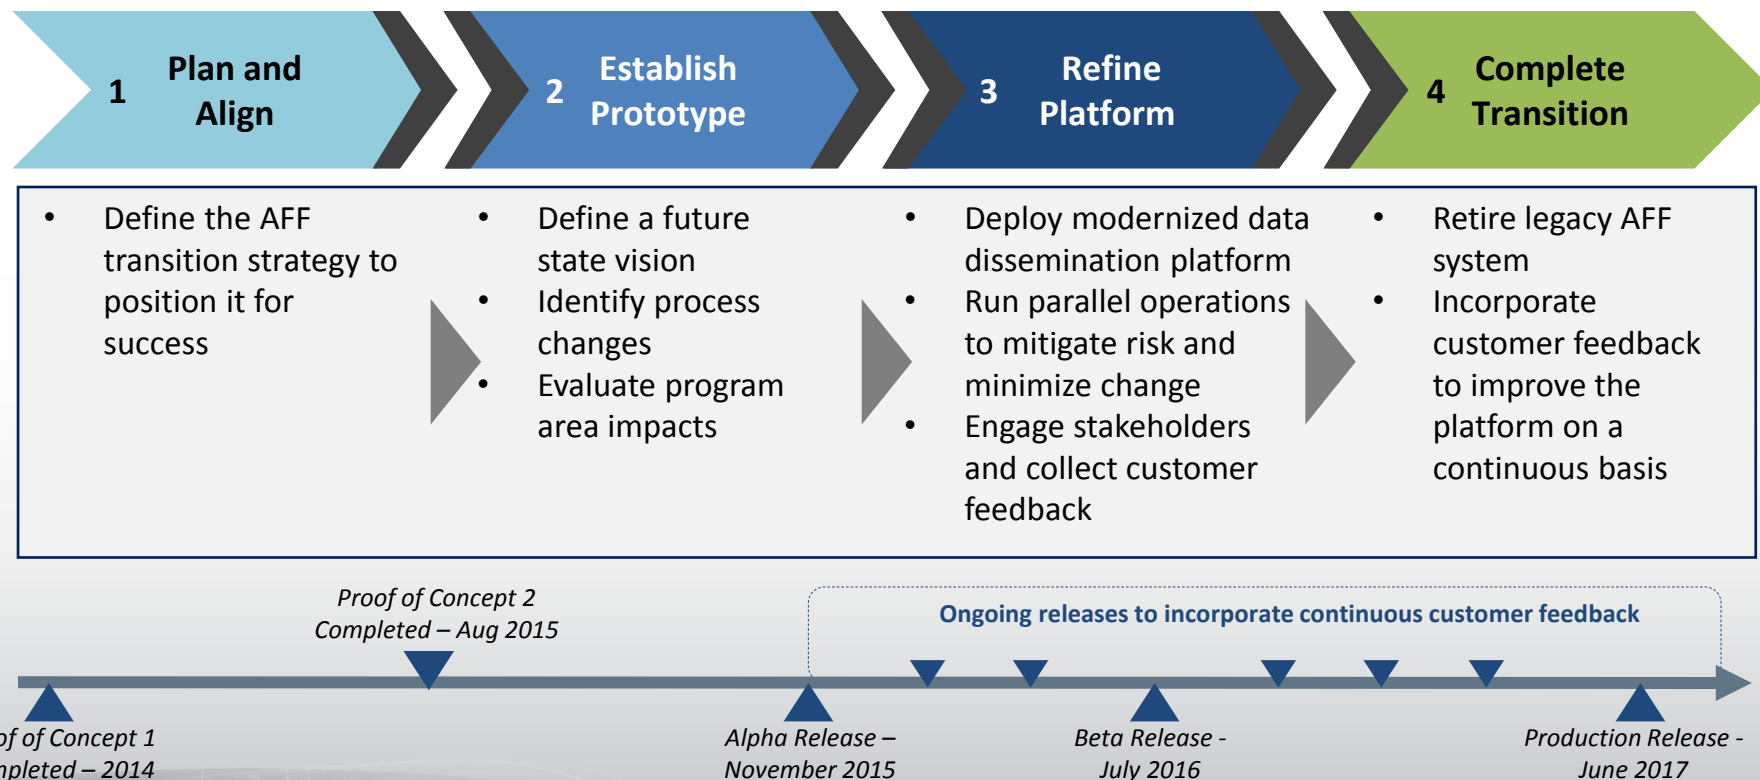 1
Plan and
Align
2
Establish
Prototype
3
Refine
Platform
4
Complete
Transition
• Define the AFF
transition strategy to
position it for
success
• Define a future
state vision
• Identify process
changes
• Evaluate program
area impacts
• Deploy modernized data
dissemination platform
• Run parallel operations
to mitigate risk and
minimize change
• Engage stakeholders
and collect customer
feedback
• Retire legacy AFF
system
• Incorporate
customer feedback
to improve the
platform on a
continuous basis
Proof of Concept 2
Completed – Aug 2015
Ongoing releases to incorporate continuous customer feedback
of of Concept 1
mpleted – 2014
Alpha Release –
November 2015
Beta Release -
July 2016
Production Release -
June 2017